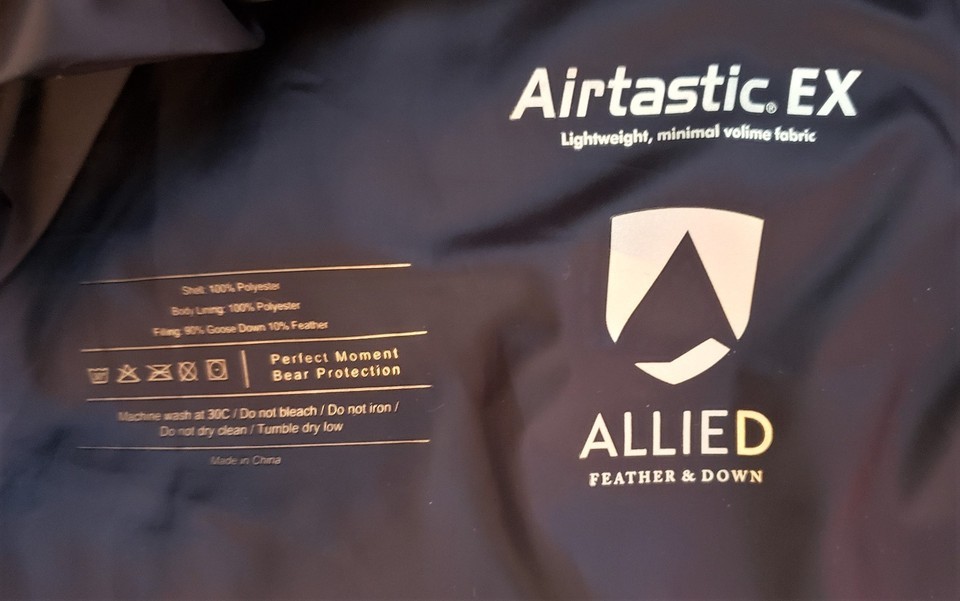 Airtastic® EX
Lightweight, minimal volime fabric
Shell: 100% Polyester
Body Lining: 100% Polyester
Filling: 90% Goose Down 10% Feather
Perfect Moment
Bear Protection
Machine wash at 30C / Do not bleach / Do not iron /
Do not dry clean / Tumble dry low
Made in China
ALLIED
FEATHER & DOWN